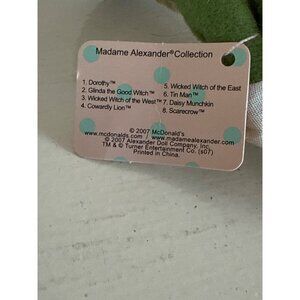 Madame Alexander® Collection
1. Dorothy™
2. Glinda the Good Witch™
3. Wicked Witch of the West™
4. Cowardly Lion™
5. Wicked Witch of the East
6. Tin Man™
7. Daisy Munchkin
8. Scarecrow™
© 2007 McDonald's
www.mcdonalds.com / www.madamealexander.com
© 2007 Alexander Doll Company, Inc.
TM & © Turner Entertainment Co. (s07)
Printed in China.